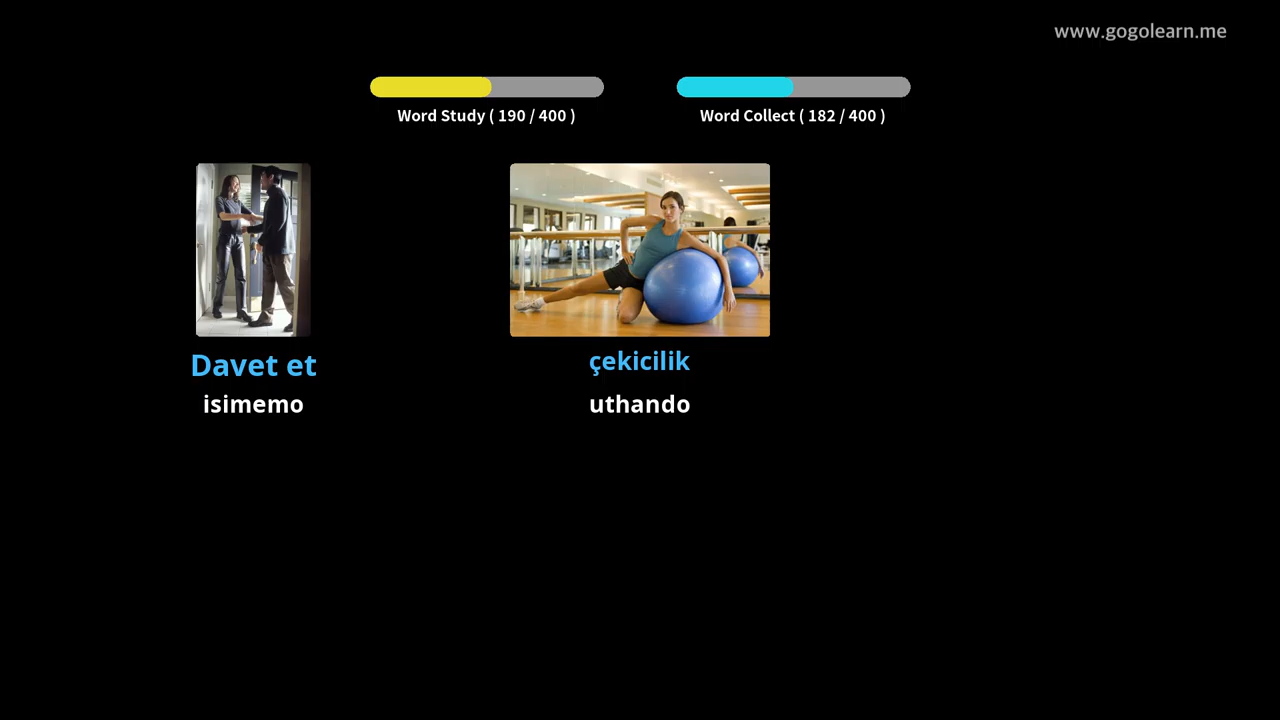 www.gogolearn.me
Word Study ( 190 / 400 )
Word Collect ( 182 / 400 )
Davet et
isimemo
çekicilik
uthando